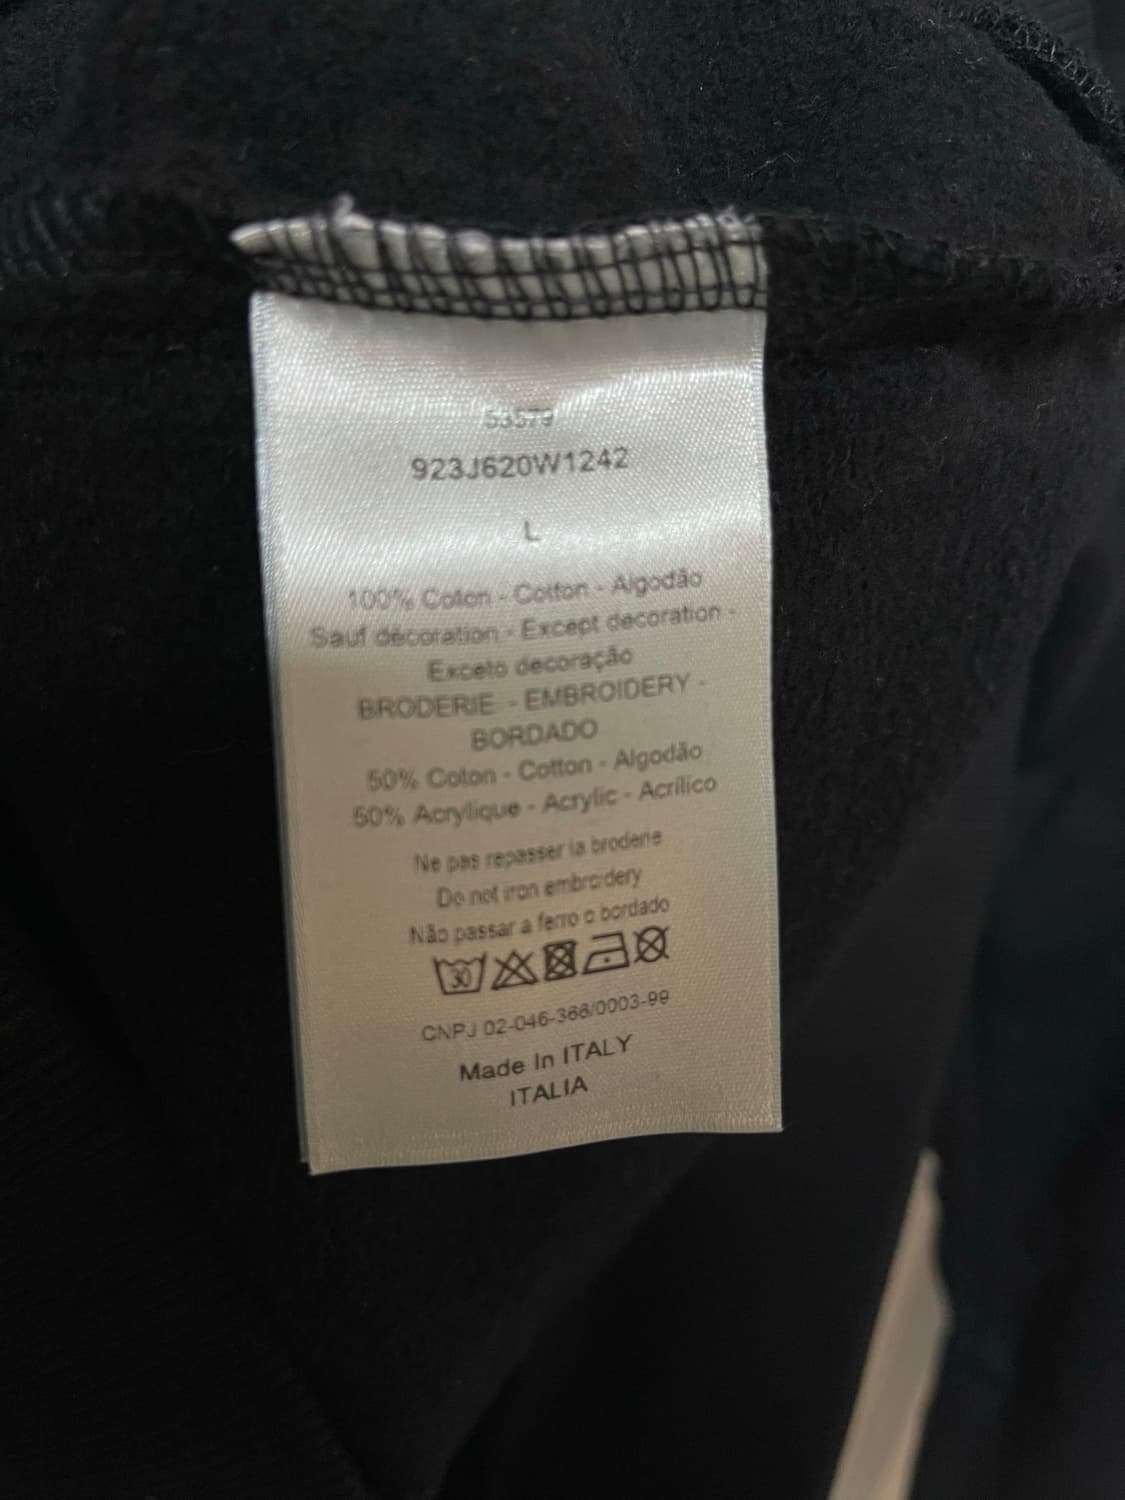 53579
923J620W1242
L
100% Coton - Cotton - Algodão
Sauf décoration - Except decoration -
Exceto decoração
BRODERIE - EMBROIDERY -
BORDADO
50% Coton - Cotton - Algodão
50% Acrylique - Acrylic - Acrílico
Ne pas repasser la broderie
Do not iron embroidery
Não passar a ferro o bordado
30
CNPJ 02-046-366/0003-99
Made In ITALY
ITALIA